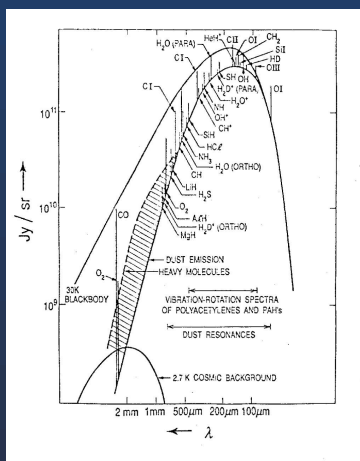 H₂O (PARA)
HeH⁺
CII
OI
CH₂
SiI
HD
OH
OIII
CI
SH
H₂D⁺ (PARA)
OI
H₂O⁺
NH
OH⁺
CH⁺
CI
SiH
HCℓ
NH₃
H₂O (ORTHO)
CH
LiH
H₂S
O₂
AℓH
H₂D⁺ (ORTHO)
MgH
CO
O₂
DUST EMISSION
HEAVY MOLECULES
30K
BLACKBODY
VIBRATION-ROTATION SPECTRA
OF POLYACETYLENES AND PAH's
DUST RESONANCES
2.7 K COSMIC BACKGROUND
Jy / sr →
10¹¹
10¹⁰
10⁹
2 mm
1mm
500μm
200μm
100μm
← λ